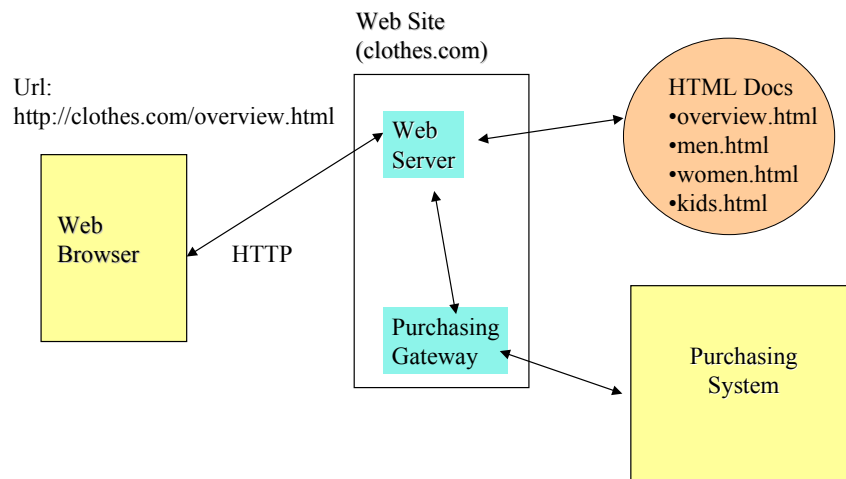 Web Site
(clothes.com)
Url:
http://clothes.com/overview.html
Web
Server
HTML Docs
•overview.html
•men.html
•women.html
•kids.html
Web
Browser
HTTP
Purchasing
Gateway
Purchasing
System